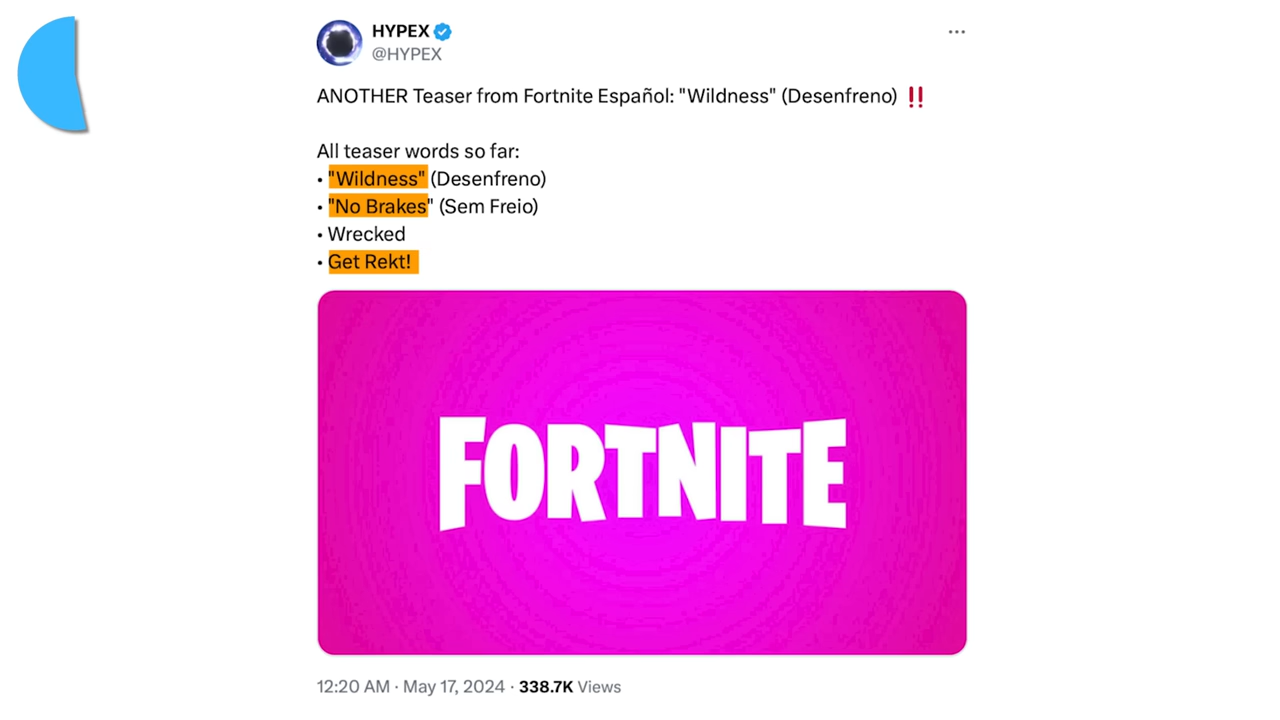 HYPEX
@HYPEX
ANOTHER Teaser from Fortnite Español: "Wildness" (Desenfreno) ‼️
All teaser words so far:
• "Wildness" (Desenfreno)
• "No Brakes" (Sem Freio)
• Wrecked
• Get Rekt!
FORTNITE
12:20 AM · May 17, 2024 · 338.7K Views